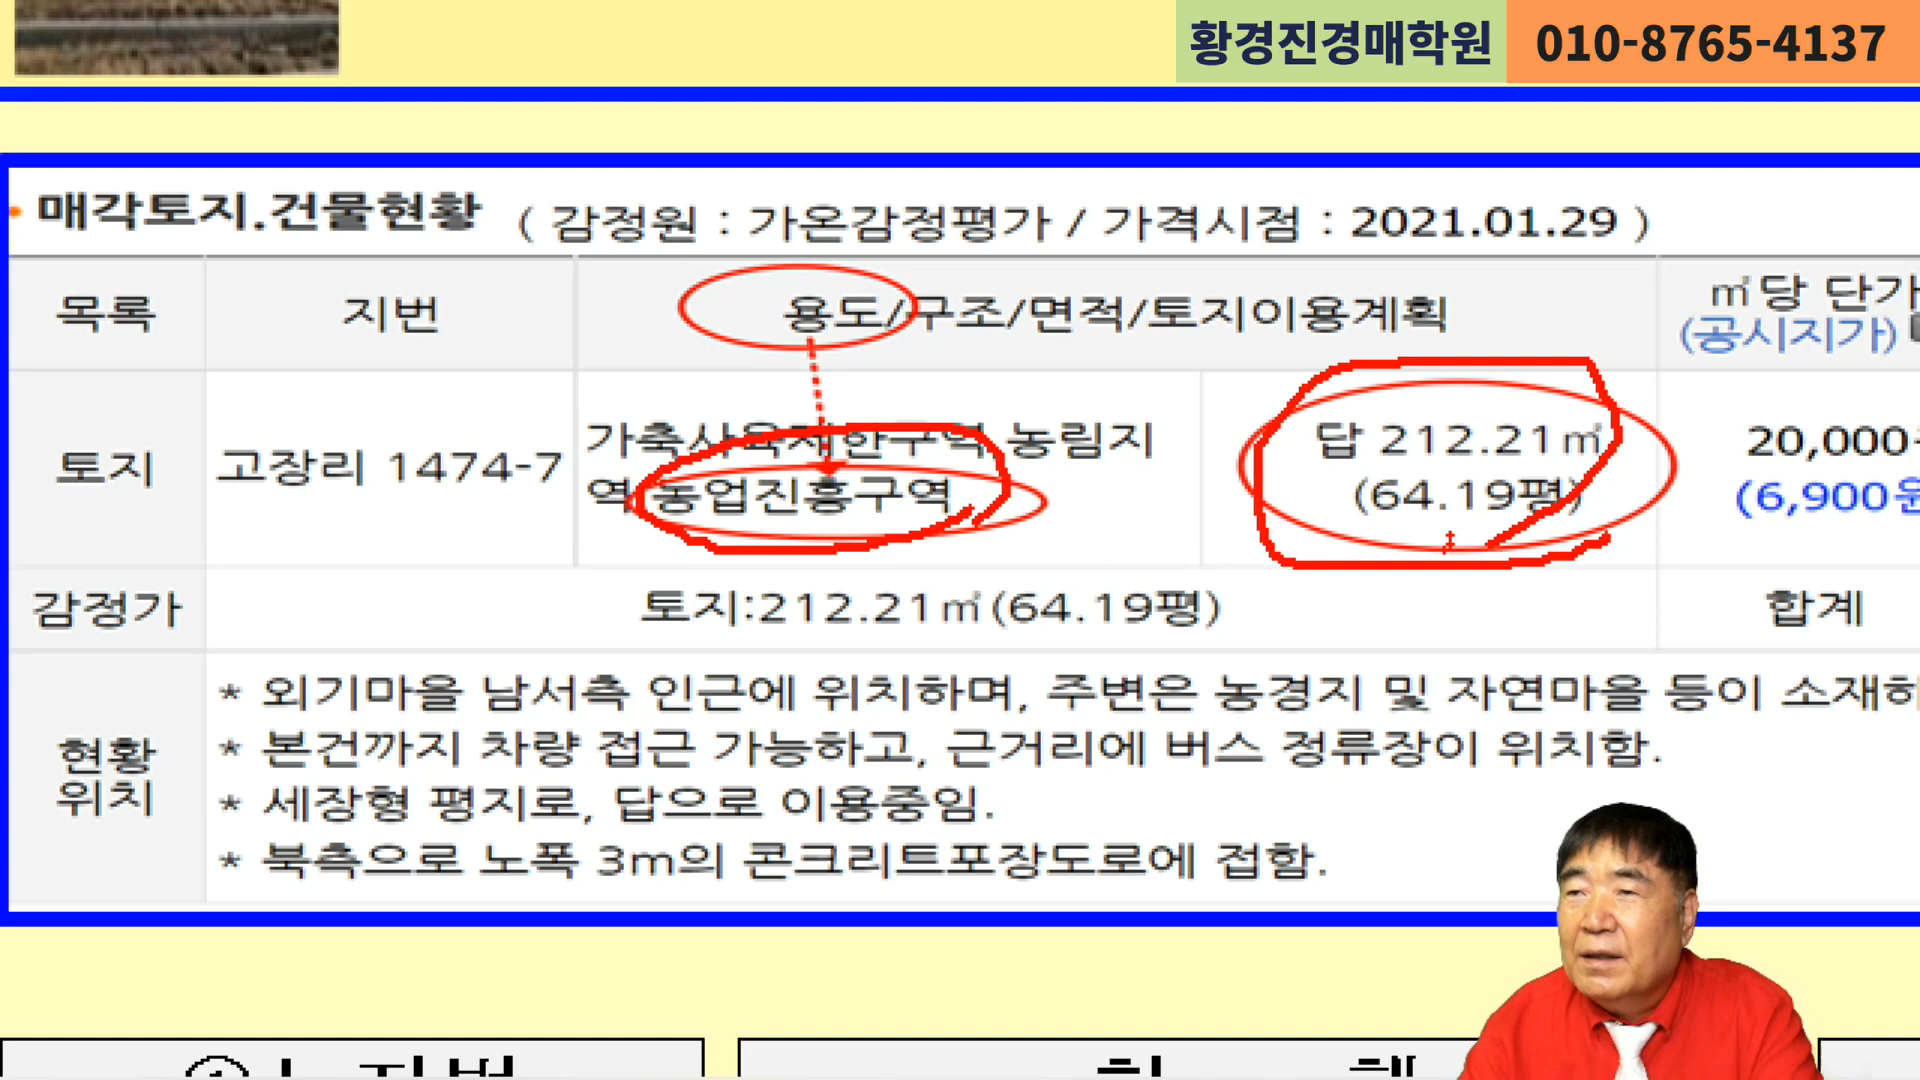 황경진경매학원 010-8765-4137
매각토지.건물현황 ( 감정원 : 가온감정평가 / 가격시점 : 2021.01.29 )
목록 지번 용도/구조/면적/토지이용계획 ㎡당 단가
(공시지가)
토지 고장리 1474-7 가축사육제한구역 농림지
역 농업진흥구역
답 212.21㎡
(64.19평)
20,000
(6,900원
감정가 토지:212.21㎡(64.19평) 합계
현황
위치
* 외기마을 남서측 인근에 위치하며, 주변은 농경지 및 자연마을 등이 소재하
* 본건까지 차량 접근 가능하고, 근거리에 버스 정류장이 위치함.
* 세장형 평지로, 답으로 이용중임.
* 북측으로 노폭 3m의 콘크리트포장도로에 접함.